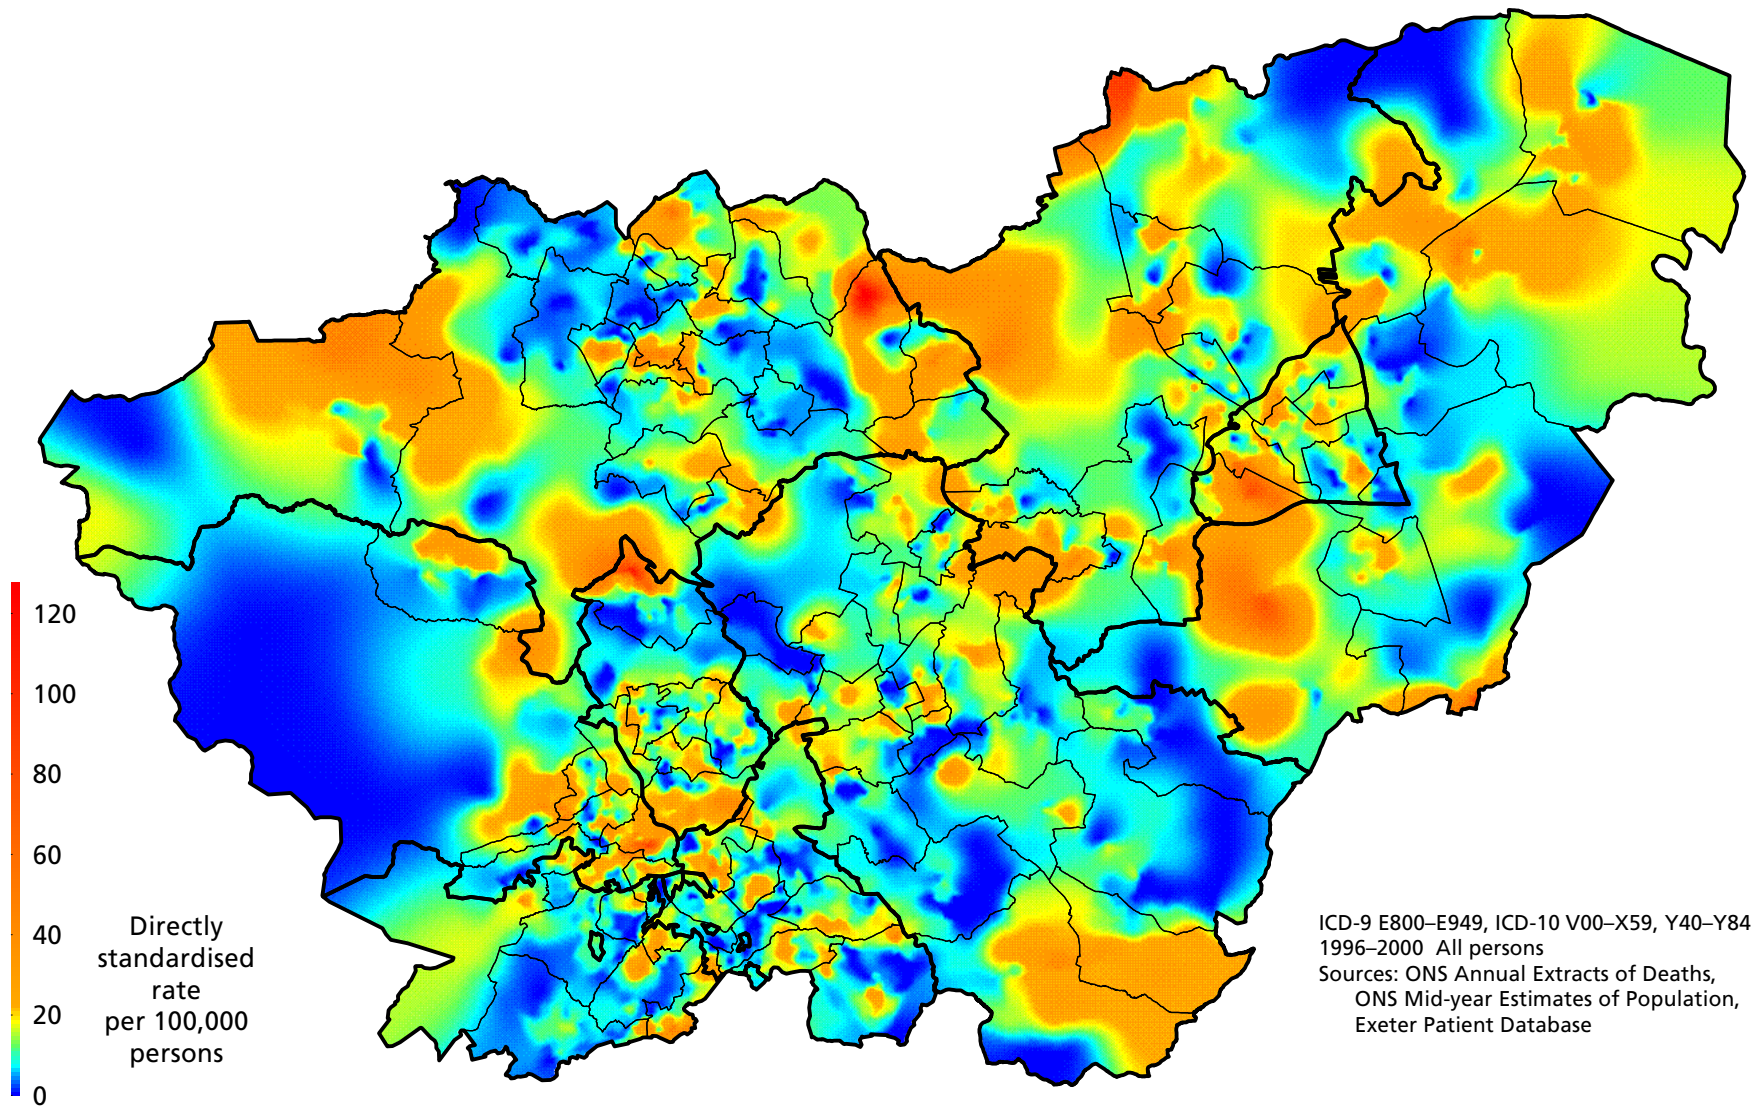 120
100
80
60
40
20
0
Directly
standardised
rate
per 100,000
persons
ICD-9 E800–E949, ICD-10 V00–X59, Y40–Y84
1996–2000 All persons
Sources: ONS Annual Extracts of Deaths,
ONS Mid-year Estimates of Population,
Exeter Patient Database